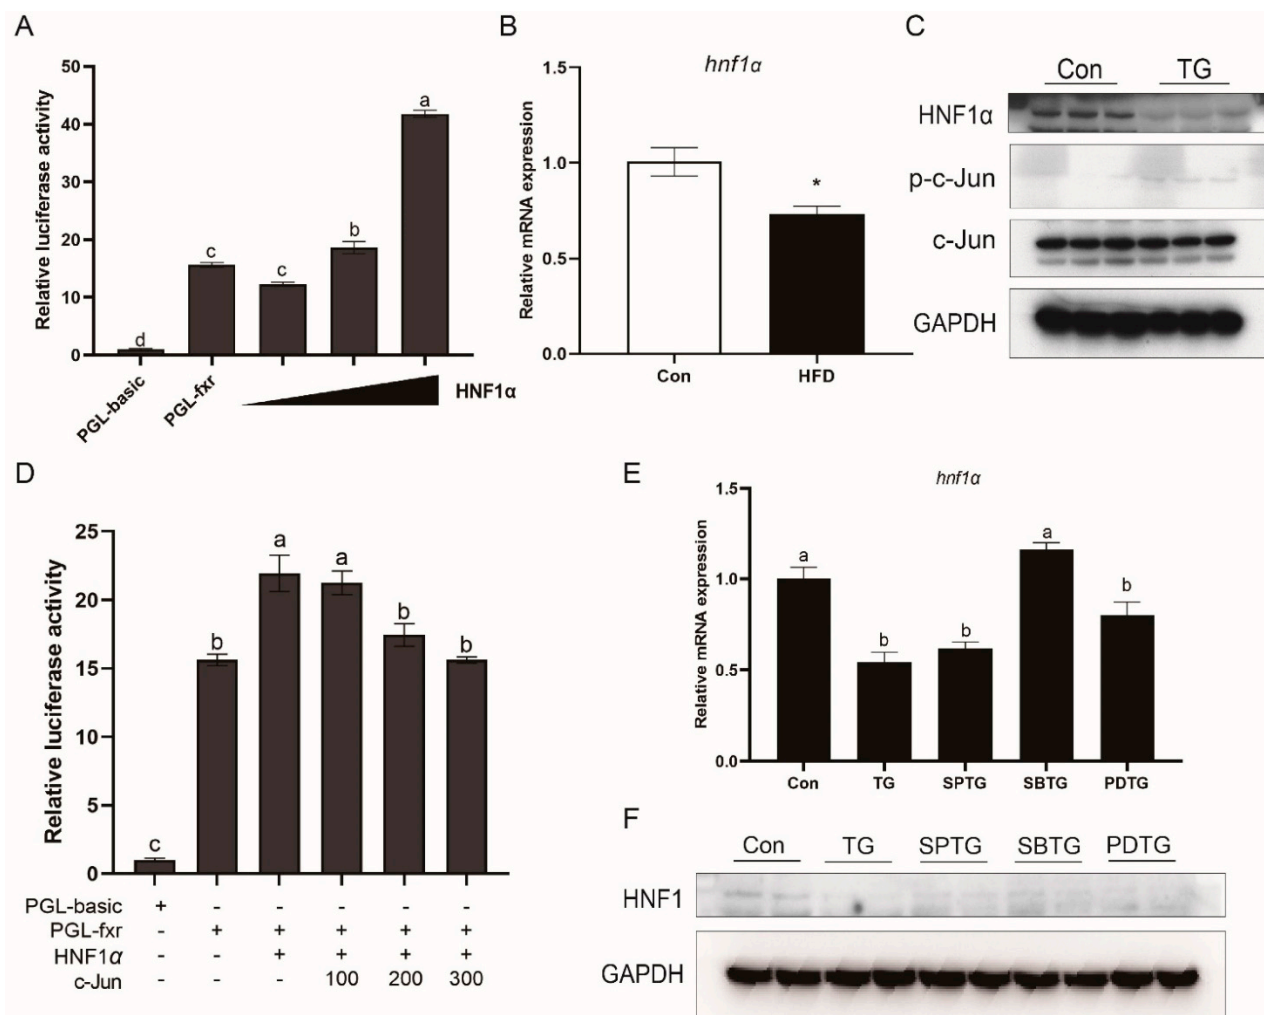 A
Relative luciferase activity
50
40
30
20
10
0
d
c
c
b
a
PGL-basic
PGL-fxr
HNF1α
B
hnf1α
Relative mRNA expression
1.5
1.0
0.5
0.0
*
Con
HFD
C
Con TG
HNF1α
p-c-Jun
c-Jun
GAPDH
D
Relative luciferase activity
25
20
15
10
5
0
c
b
a
a
b
b
PGL-basic + - - - - -
PGL-fxr - + + + + +
HNF1α - - + + + +
c-Jun - - - 100 200 300
E
hnf1α
Relative mRNA expression
1.5
1.0
0.5
0.0
a
b
b
a
b
Con TG SPTG SBTG PDTG
F
Con TG SPTG SBTG PDTG
HNF1
GAPDH